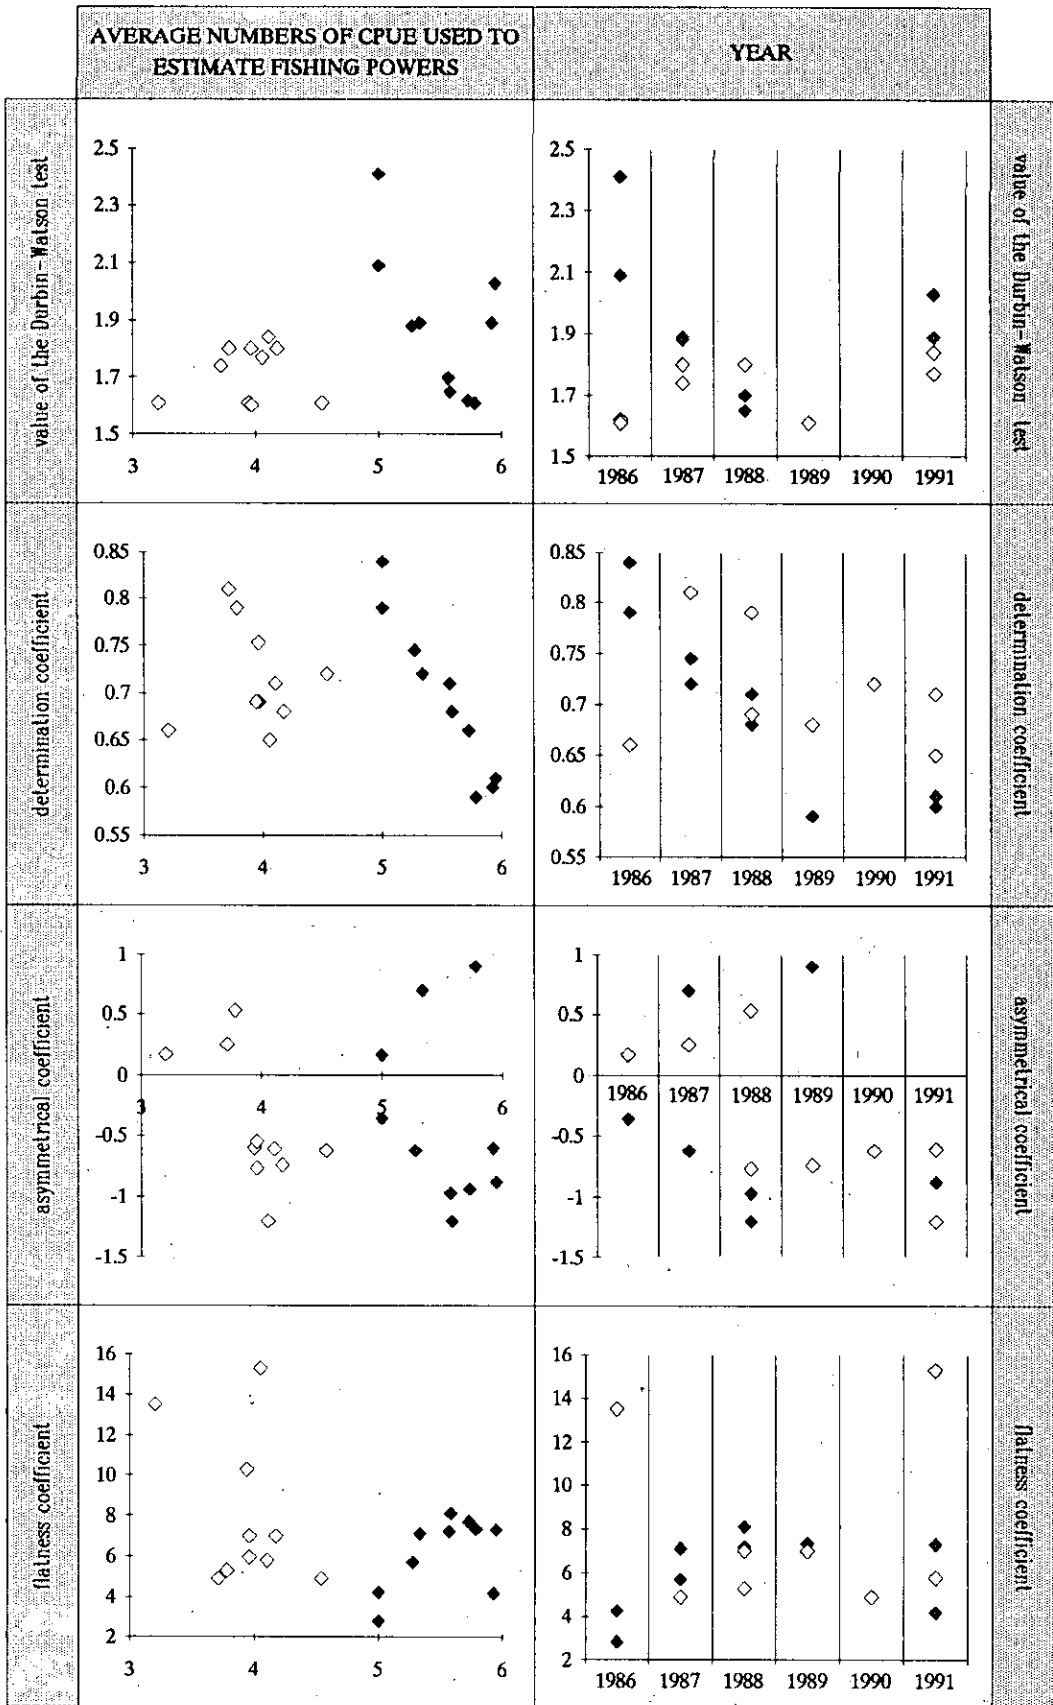 AVERAGE NUMBERS OF CPUE USED TO
ESTIMATE FISHING POWERS
YEAR
value of the Durbin-Watson test
2.5
2.3
2.1
1.9
1.7
1.5
3 4 5 6
2.5
2.3
2.1
1.9
1.7
1.5
1986 1987 1988 1989 1990 1991
value of the Durbin-Watson test
determination coefficient
0.85
0.8
0.75
0.7
0.65
0.6
0.55
3 4 5 6
0.85
0.8
0.75
0.7
0.65
0.6
0.55
1986 1987 1988 1989 1990 1991
determination coefficient
asymmetrical coefficient
1
0.5
0
-0.5
-1
-1.5
3 4 5 6
1
0.5
0
-0.5
-1
-1.5
1986 1987 1988 1989 1990 1991
asymmetrical coefficient
flatness coefficient
16
14
12
10
8
6
4
2
3 4 5 6
16
14
12
10
8
6
4
2
1986 1987 1988 1989 1990 1991
flatness coefficient